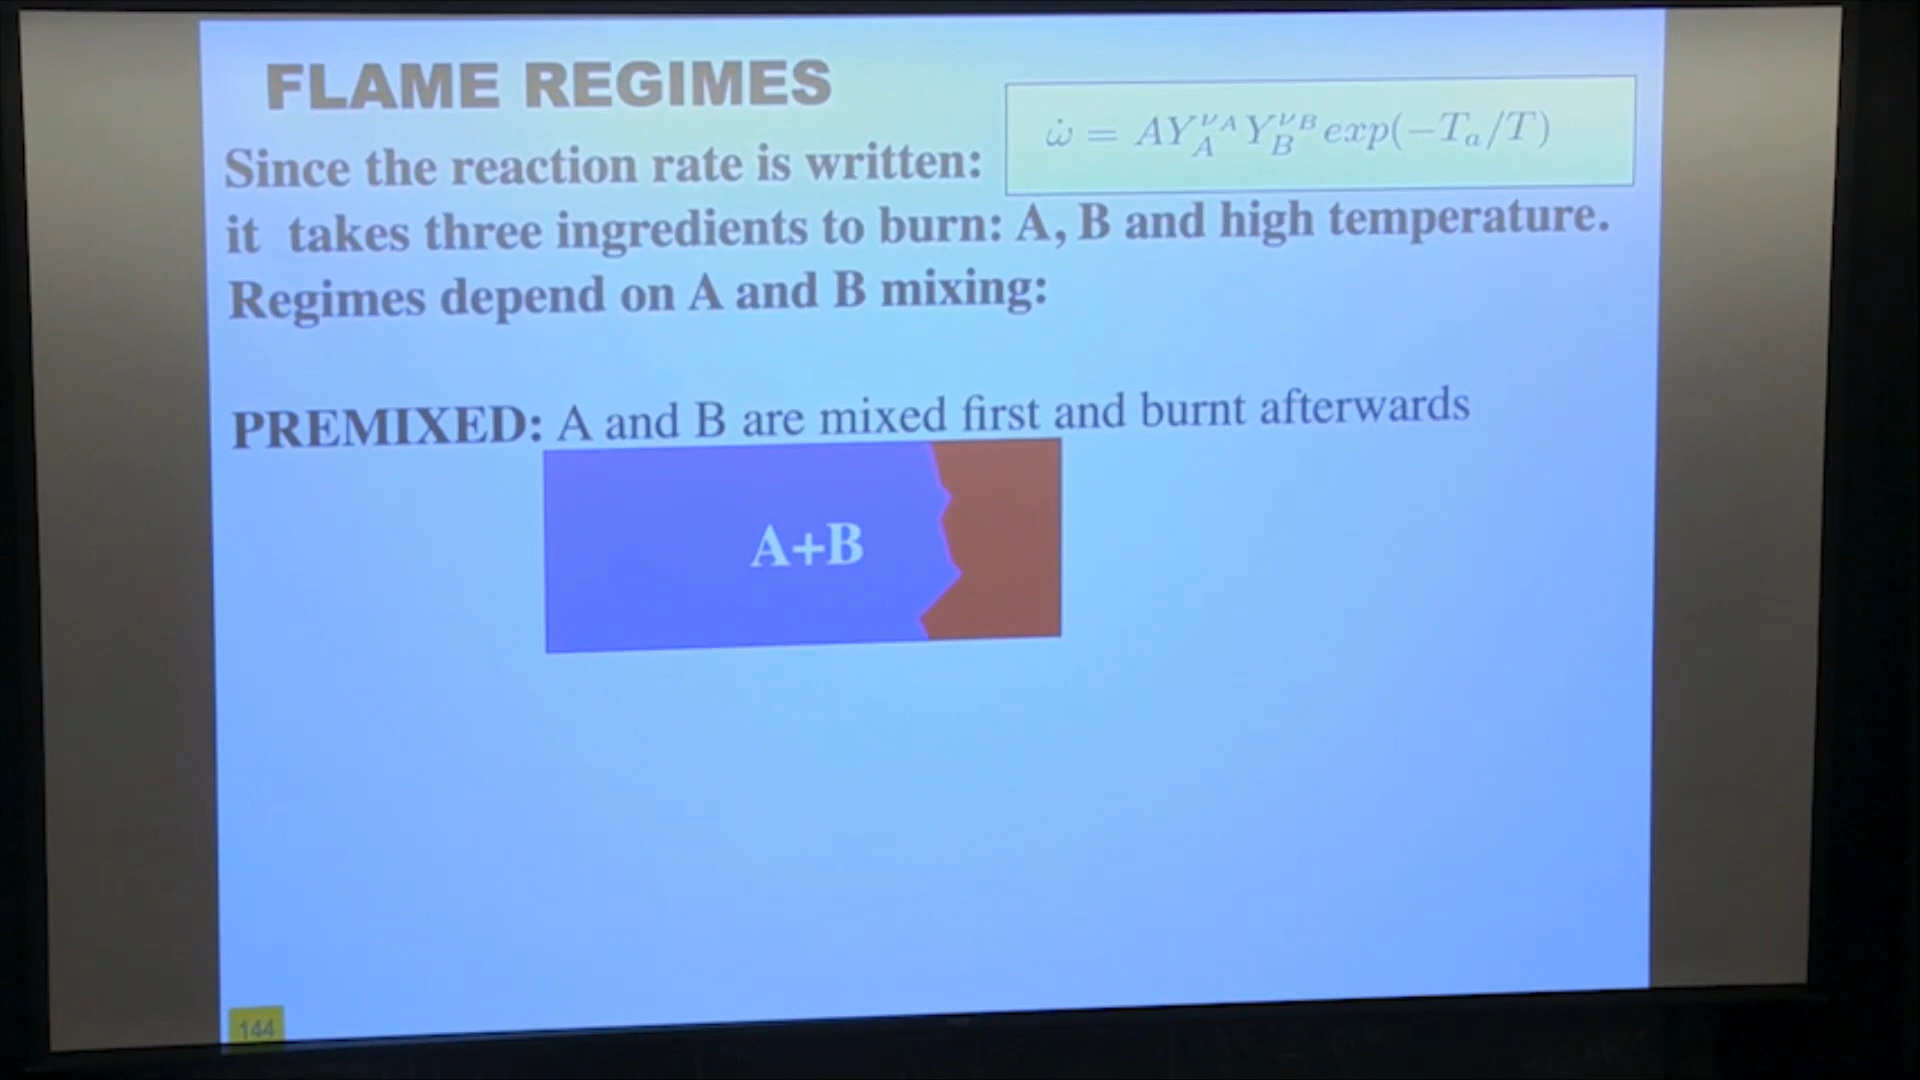 FLAME REGIMES
Since the reaction rate is written:
ω̇ = AY_A^{ν_A} Y_B^{ν_B} exp(−T_a/T)
it takes three ingredients to burn: A, B and high temperature.
Regimes depend on A and B mixing:
PREMIXED: A and B are mixed first and burnt afterwards
A+B
144